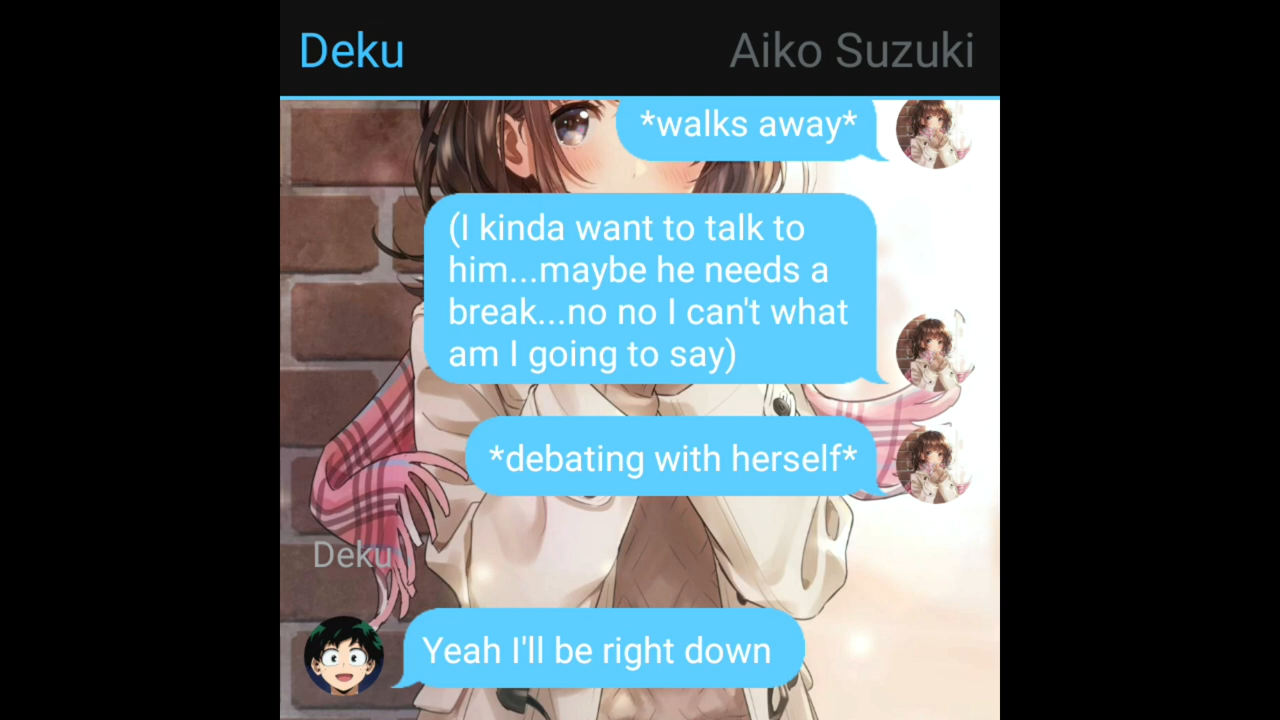 Deku
Aiko Suzuki
*walks away*
(I kinda want to talk to
him...maybe he needs a
break...no no I can't what
am I going to say)
*debating with herself*
Deku
Yeah I'll be right down